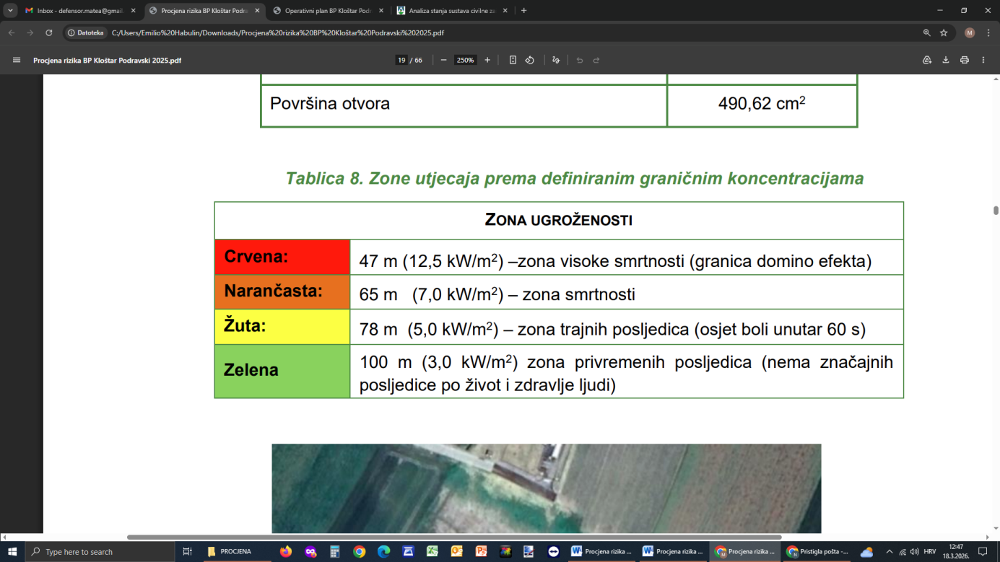 Inbox - defensor.matea@gmail.
Procjena rizika BP Kloštar Podra
Operativni plan BP Kloštar Pod
Analiza stanja sustava civilne za
Datoteka
C:/Users/Emilio%20Habulin/Downloads/Procjena%20rizika%20BP%20Kloštar%20Podravski%202025.pdf
M
Procjena rizika BP Kloštar Podravski 2025.pdf
19 / 66
250%
Površina otvora
490,62 cm²
Tablica 8. Zone utjecaja prema definiranim graničnim koncentracijama
ZONA UGROŽENOSTI
Crvena:
47 m (12,5 kW/m²) –zona visoke smrtnosti (granica domino efekta)
Narančasta:
65 m (7,0 kW/m²) – zona smrtnosti
Žuta:
78 m (5,0 kW/m²) – zona trajnih posljedica (osjet boli unutar 60 s)
Zelena
100 m (3,0 kW/m²) zona privremenih posljedica (nema značajnih
posljedice po život i zdravlje ljudi)
Type here to search
PROCJENA
Procjena rizika ...
Procjena rizika ...
Procjena rizika ...
Pristigla pošta -...
HRV
12:47
18.3.2026.